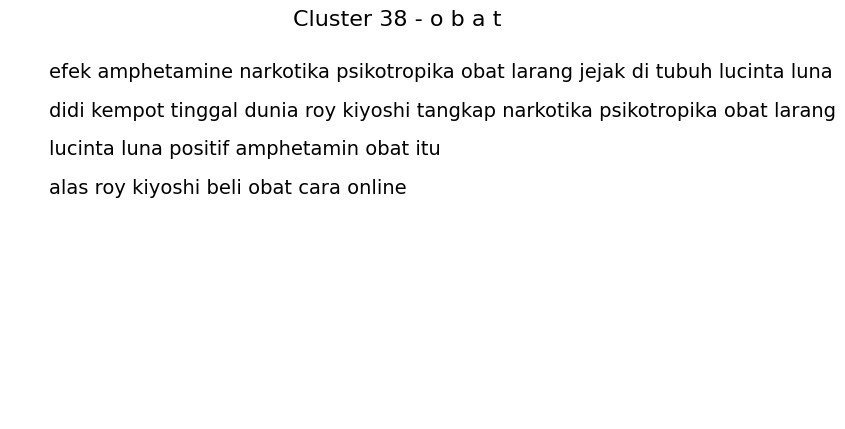 Cluster 38 - o b a t
efek amphetamine narkotika psikotropika obat larang jejak di tubuh lucinta luna
didi kempot tinggal dunia roy kiyoshi tangkap narkotika psikotropika obat larang
lucinta luna positif amphetamin obat itu
alas roy kiyoshi beli obat cara online